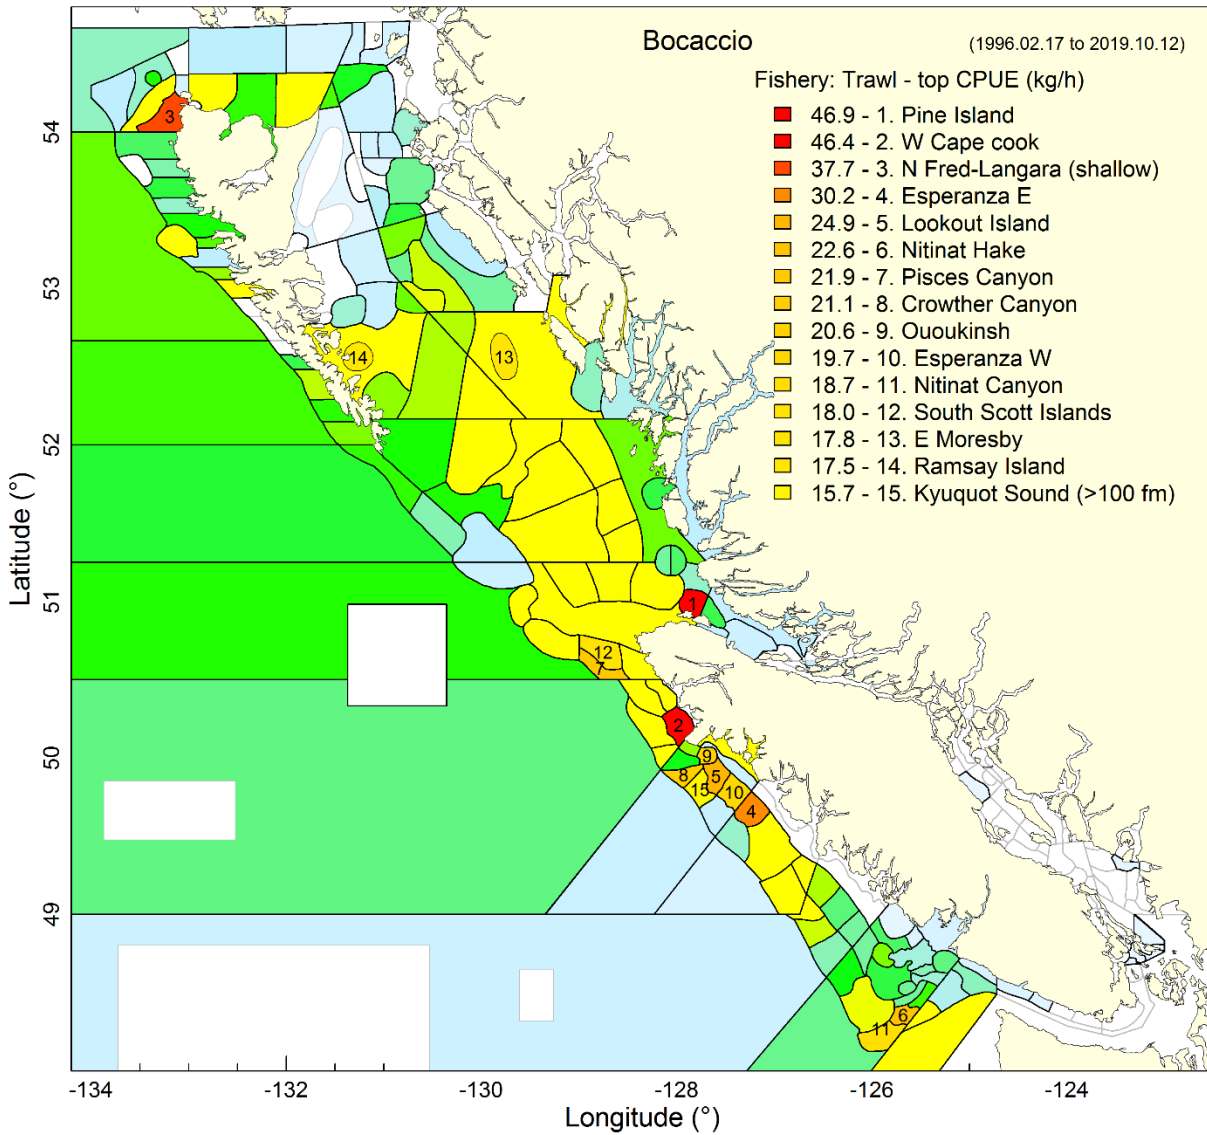 Bocaccio
(1996.02.17 to 2019.10.12)
Fishery: Trawl - top CPUE (kg/h)
46.9 - 1. Pine Island
46.4 - 2. W Cape cook
37.7 - 3. N Fred-Langara (shallow)
30.2 - 4. Esperanza E
24.9 - 5. Lookout Island
22.6 - 6. Nitinat Hake
21.9 - 7. Pisces Canyon
21.1 - 8. Crowther Canyon
20.6 - 9. Ououkinsh
19.7 - 10. Esperanza W
18.7 - 11. Nitinat Canyon
18.0 - 12. South Scott Islands
17.8 - 13. E Moresby
17.5 - 14. Ramsay Island
15.7 - 15. Kyuquot Sound (>100 fm)
3
14
13
1
12
7
2
9
8
5
15
10
4
6
11
54
53
52
51
50
49
Latitude (°)
-134
-132
-130
-128
-126
-124
Longitude (°)